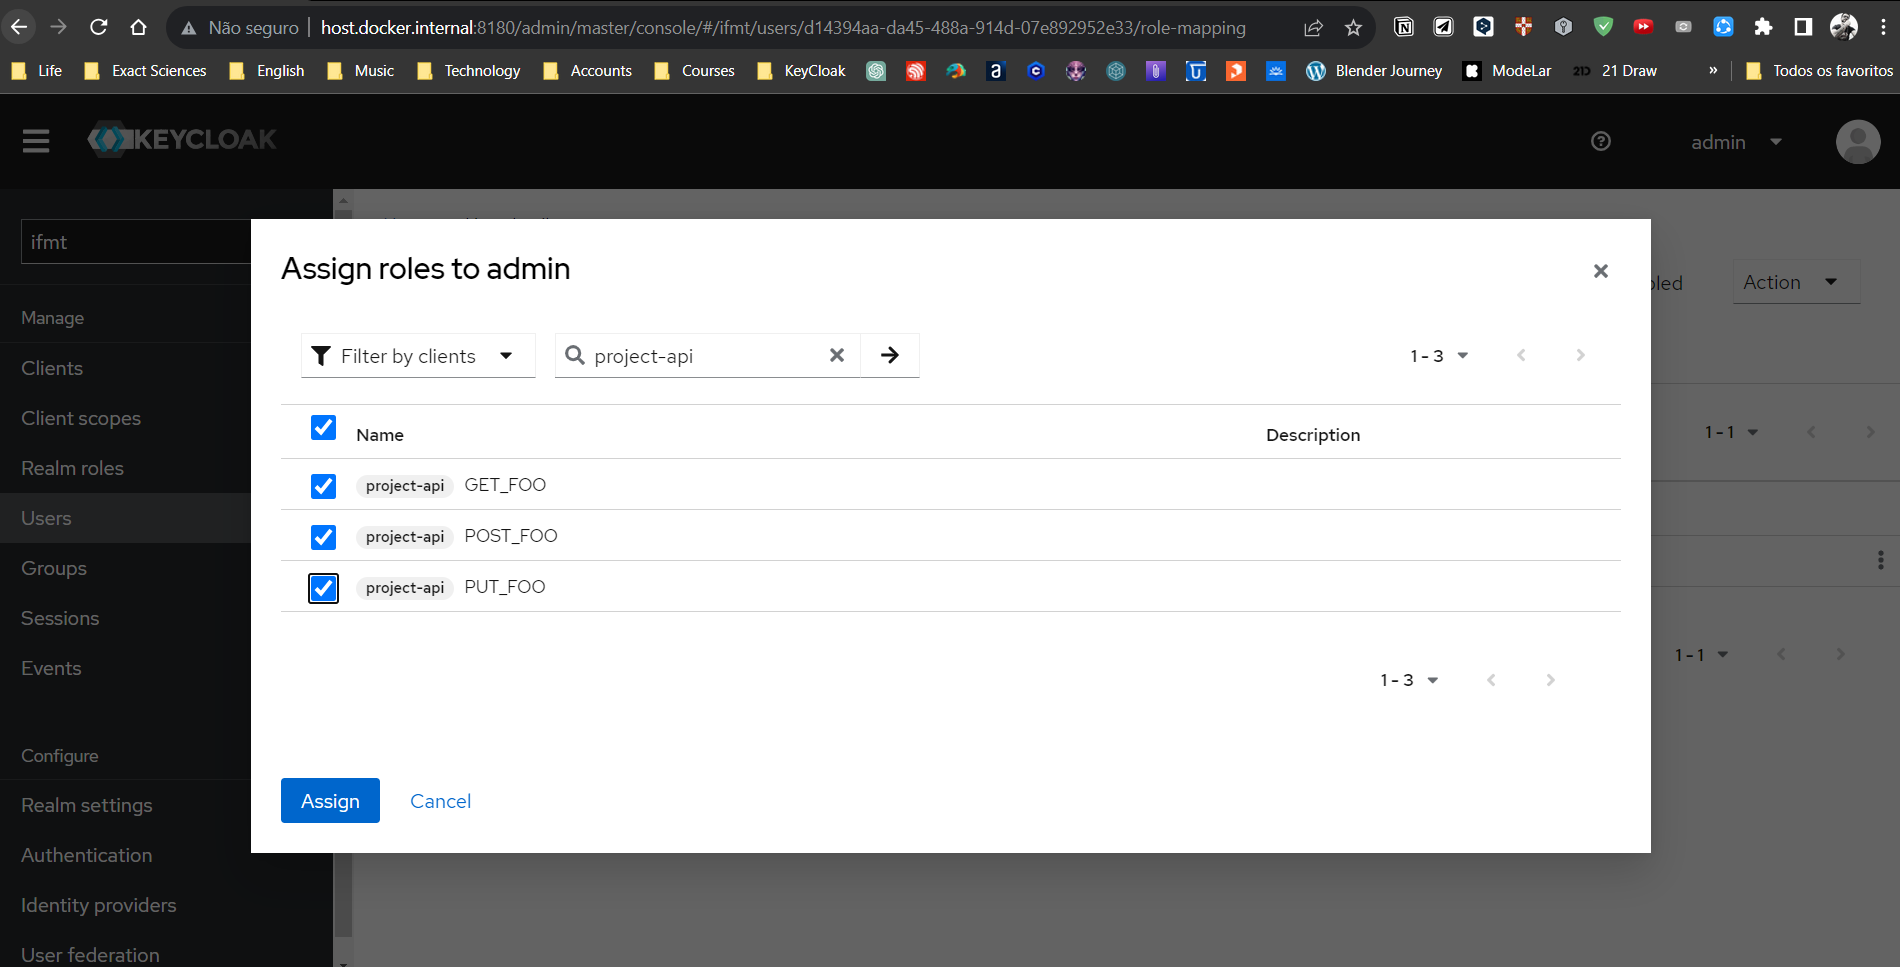 Não seguro host.docker.internal:8180/admin/master/console/#/ifmt/users/d14394aa-da45-488a-914d-07e892952e33/role-mapping
Life Exact Sciences English Music Technology Accounts Courses KeyCloak Blender Journey ModeLar 21D 21 Draw » Todos os favoritos
KEYCLOAK admin
ifmt
Manage
Clients
Client scopes
Realm roles
Users
Groups
Sessions
Events
Configure
Realm settings
Authentication
Identity providers
User federation
Action
1 - 1
1 - 1
Assign roles to admin
Filter by clients project-api 1 - 3
Name Description
project-api GET_FOO
project-api POST_FOO
project-api PUT_FOO
1 - 3
Assign Cancel